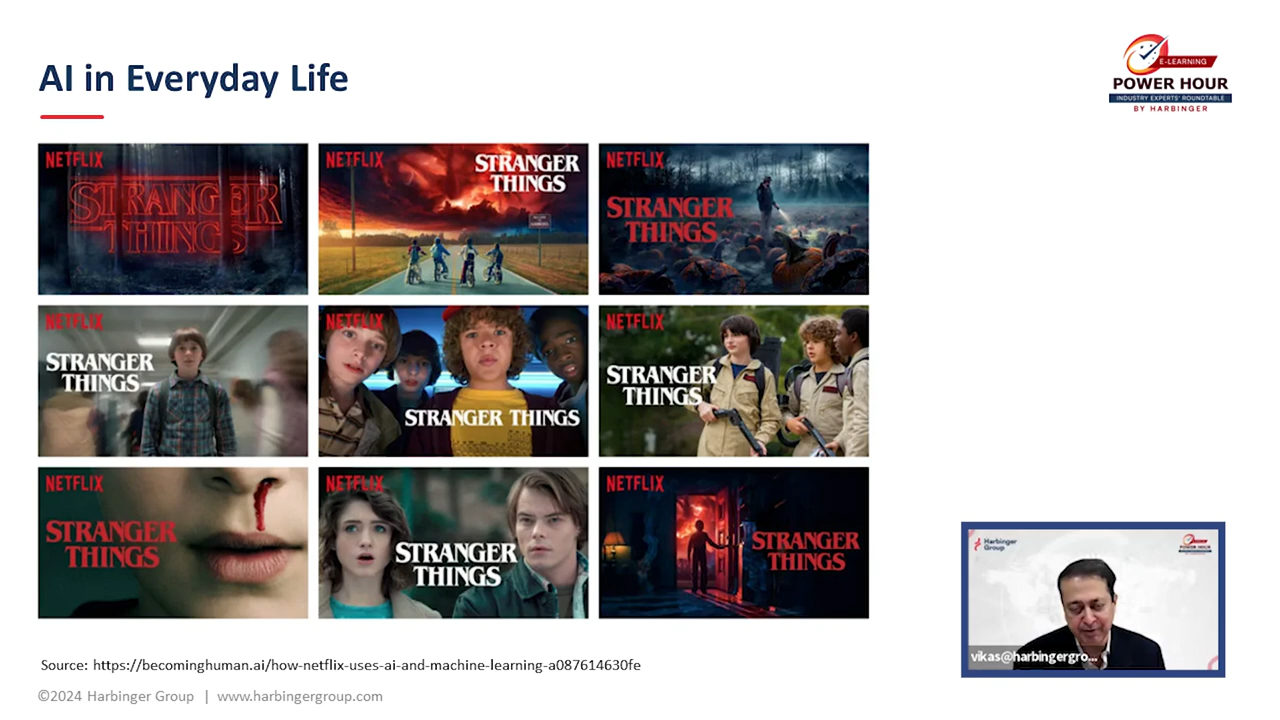 AI in Everyday Life
E-LEARNING
POWER HOUR
INDUSTRY EXPERTS' ROUNDTABLE
BY HARBINGER
NETFLIX
STRANGER
THINGS
NETFLIX
STRANGER
THINGS
NETFLIX
STRANGER
THINGS
NETFLIX
STRANGER
THINGS
NETFLIX
STRANGER THINGS
NETFLIX
STRANGER
THINGS
NETFLIX
STRANGER
THINGS
NETFLIX
STRANGER
THINGS
NETFLIX
STRANGER
THINGS
Harbinger
Group
POWER HOUR
vikas@harbingergro...
Source: https://becominghuman.ai/how-netflix-uses-ai-and-machine-learning-a087614630fe
©2024 Harbinger Group | www.harbingergroup.com